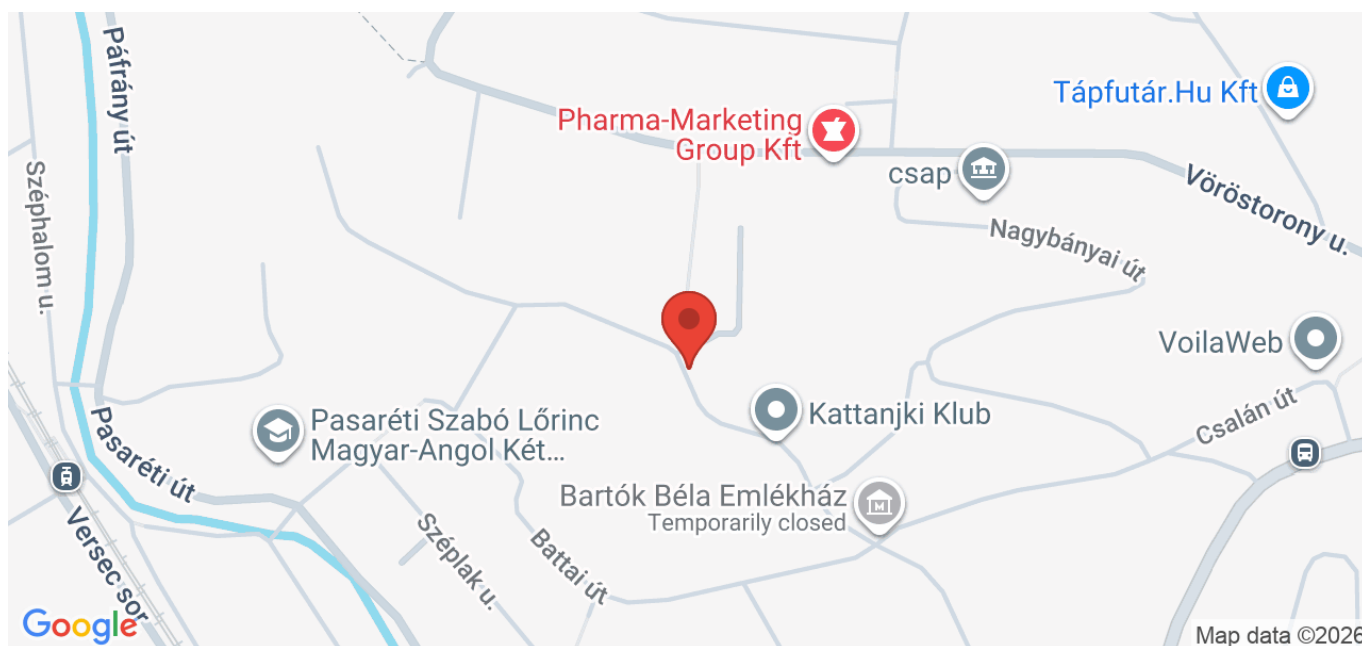 Páfrány út
Széphalom u.
Pharma-Marketing
Group Kft
Tápfutár.Hu Kft
csap
Vöröstorony u.
Nagybányai út
VoilaWeb
Csalán út
Kattanjki Klub
Pasaréti Szabó Lőrinc
Magyar-Angol Két...
Pasaréti út
Bartók Béla Emlékház
Temporarily closed
Széplak u.
Battai út
Versec sor
Google
Map data ©2026